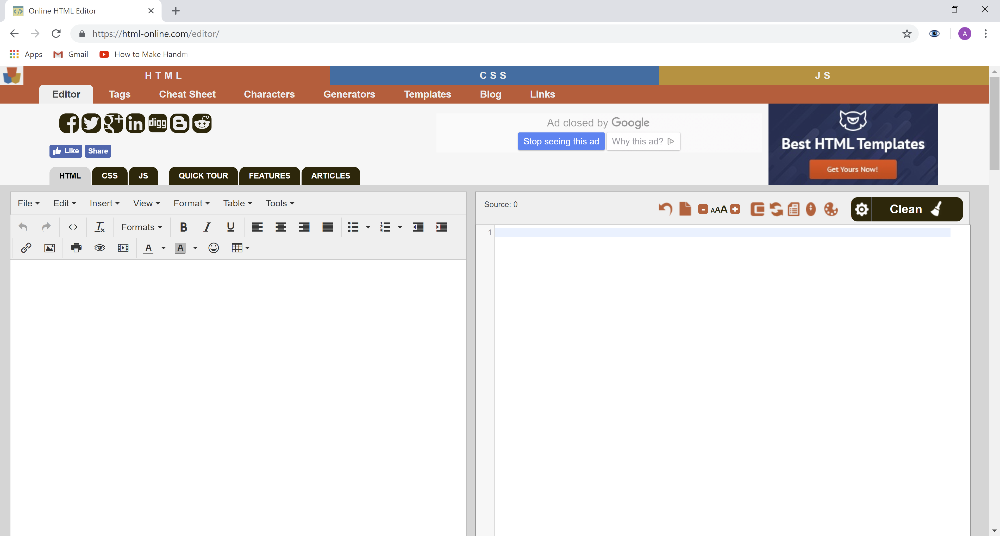 Online HTML Editor
https://html-online.com/editor/
A
Apps Gmail How to Make Handm
HTML CSS JS
Editor Tags Cheat Sheet Characters Generators Templates Blog Links
g+ in digg
Ad closed by Google
Stop seeing this ad Why this ad?
Best HTML Templates
Get Yours Now!
Like Share
HTML CSS JS QUICK TOUR FEATURES ARTICLES
File Edit Insert View Format Table Tools
Source: 0
- AAA +
Clean
Formats B I U
A A
1